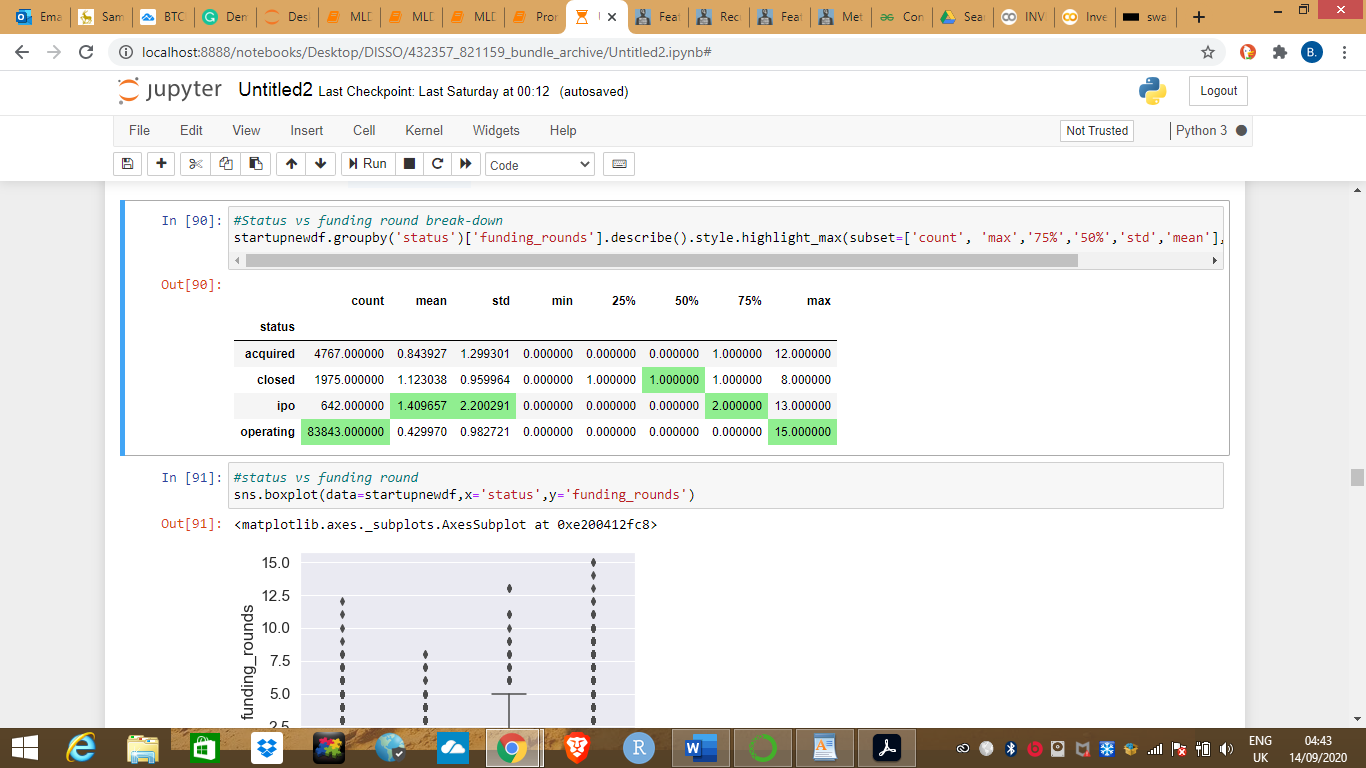 Ema Sam BTC Den Desi MLD MLD MLD Pror Feat Rec Feat Met Con Sear INVI Inve swa
localhost:8888/notebooks/Desktop/DISSO/432357_821159_bundle_archive/Untitled2.ipynb#
B.
jupyter Untitled2 Last Checkpoint: Last Saturday at 00:12 (autosaved)
Logout
File Edit View Insert Cell Kernel Widgets Help
Not Trusted
Python 3
Run
Code
In [90]: #Status vs funding round break-down
startupnewdf.groupby('status')['funding_rounds'].describe().style.highlight_max(subset=['count', 'max','75%','50%','std','mean'],
Out[90]:
count mean std min 25% 50% 75% max
status
acquired 4767.000000 0.843927 1.299301 0.000000 0.000000 0.000000 1.000000 12.000000
closed 1975.000000 1.123038 0.959964 0.000000 1.000000 1.000000 1.000000 8.000000
ipo 642.000000 1.409657 2.200291 0.000000 0.000000 0.000000 2.000000 13.000000
operating 83843.000000 0.429970 0.982721 0.000000 0.000000 0.000000 0.000000 15.000000
In [91]: #status vs funding round
sns.boxplot(data=startupnewdf,x='status',y='funding_rounds')
Out[91]: <matplotlib.axes._subplots.AxesSubplot at 0xe200412fc8>
15.0
12.5
10.0
7.5
5.0
2.5
funding_rounds
ENG
UK
04:43
14/09/2020